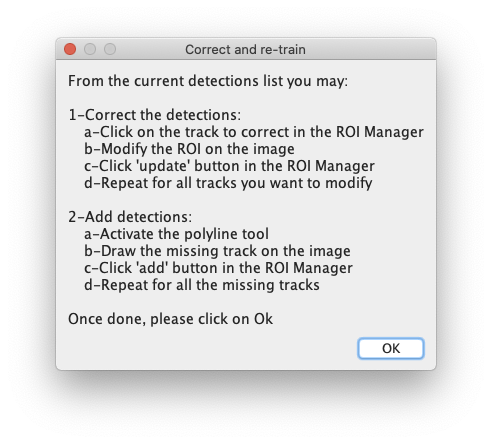 Correct and re-train
From the current detections list you may:
1-Correct the detections:
a-Click on the track to correct in the ROI Manager
b-Modify the ROI on the image
c-Click 'update' button in the ROI Manager
d-Repeat for all tracks you want to modify
2-Add detections:
a-Activate the polyline tool
b-Draw the missing track on the image
c-Click 'add' button in the ROI Manager
d-Repeat for all the missing tracks
Once done, please click on Ok
OK